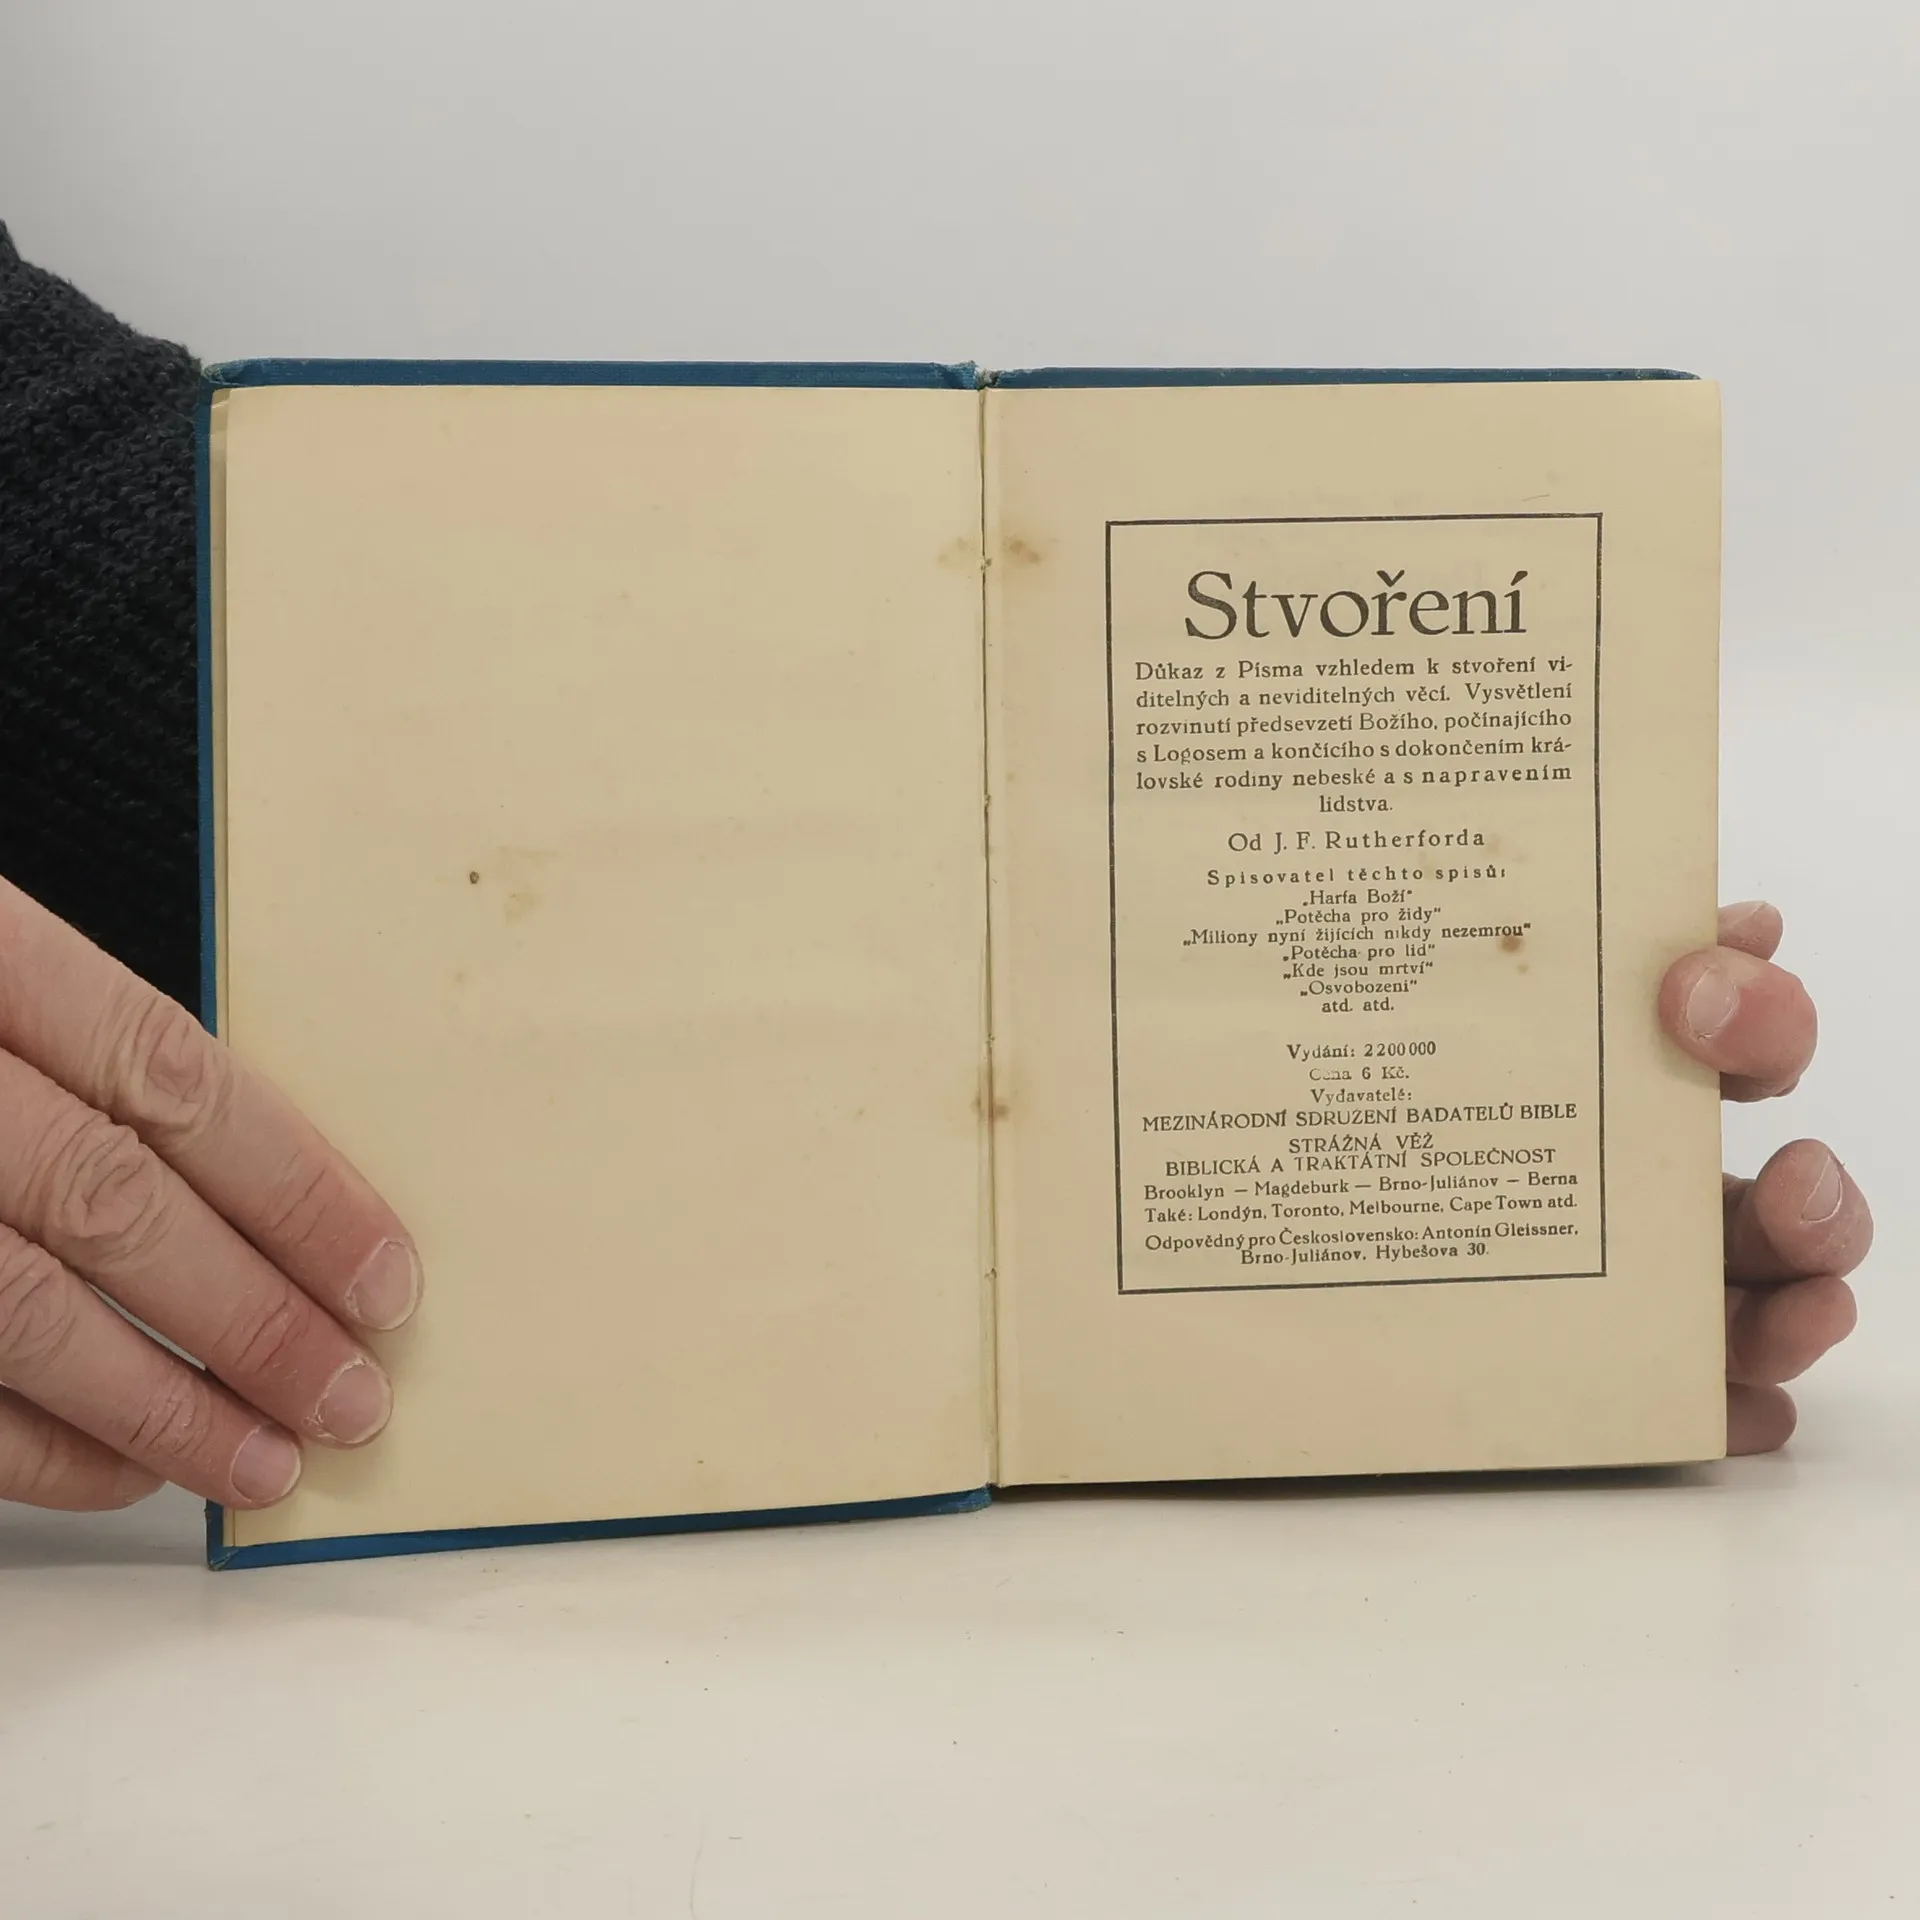 Stvoření
Důkaz z Písma vzhledem k stvoření vi-
ditelných a neviditelných věcí. Vysvětlení
rozvinutí předsevzetí Božího, počínajícího
s Logosem a končícího s dokončením krá-
lovské rodiny nebeské a s napravením
lidstva.
Od J. F. Rutherforda
Spisovatel těchto spisů:
„Harfa Boží“
„Potěcha pro židy“
„Miliony nyní žijících nikdy nezemrou“
„Potěcha pro lid“
„Kde jsou mrtví“
„Osvobození“
atd. atd.
Vydání: 2 200 000
Cena 6 Kč.
Vydavatelé:
MEZINÁRODNÍ SDRUŽENÍ BADATELŮ BIBLE
STRÁŽNÁ VĚŽ
BIBLICKÁ A TRAKTÁTNÍ SPOLEČNOST
Brooklyn — Magdeburk — Brno-Juliánov — Berna
Také: Londýn, Toronto, Melbourne, Cape Town atd.
Odpovědný pro Československo: Antonín Gleissner,
Brno-Juliánov, Hybešova 30.